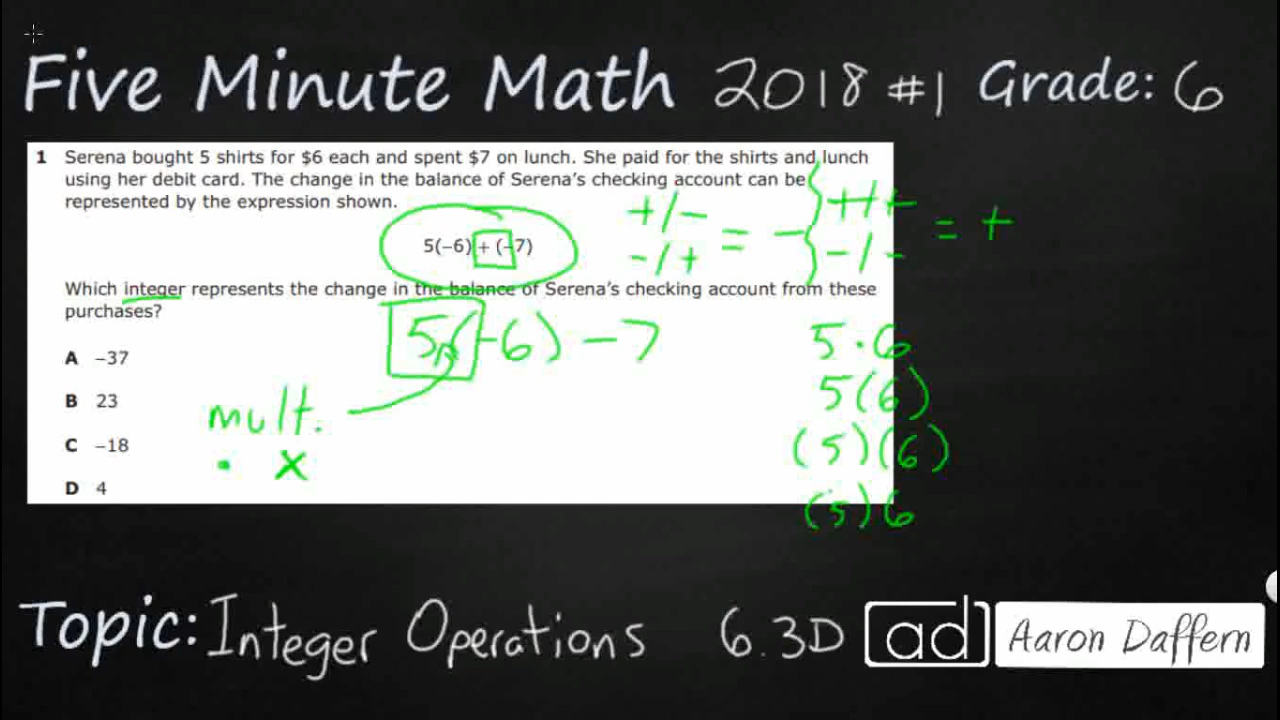 Five Minute Math 2018 #1 Grade: 6
1 Serena bought 5 shirts for $6 each and spent $7 on lunch. She paid for the shirts and lunch
using her debit card. The change in the balance of Serena's checking account can be
represented by the expression shown.
5(−6) + (−7)
+/−
−/+
= −
+/+
−/−
= +
Which integer represents the change in the balance of Serena's checking account from these
purchases?
5(−6) − 7
A −37
B 23
C −18
D 4
mult.
· x
5 · 6
5(6)
(5)(6)
(5)6
Topic: Integer Operations 6.3D ad Aaron Daffern